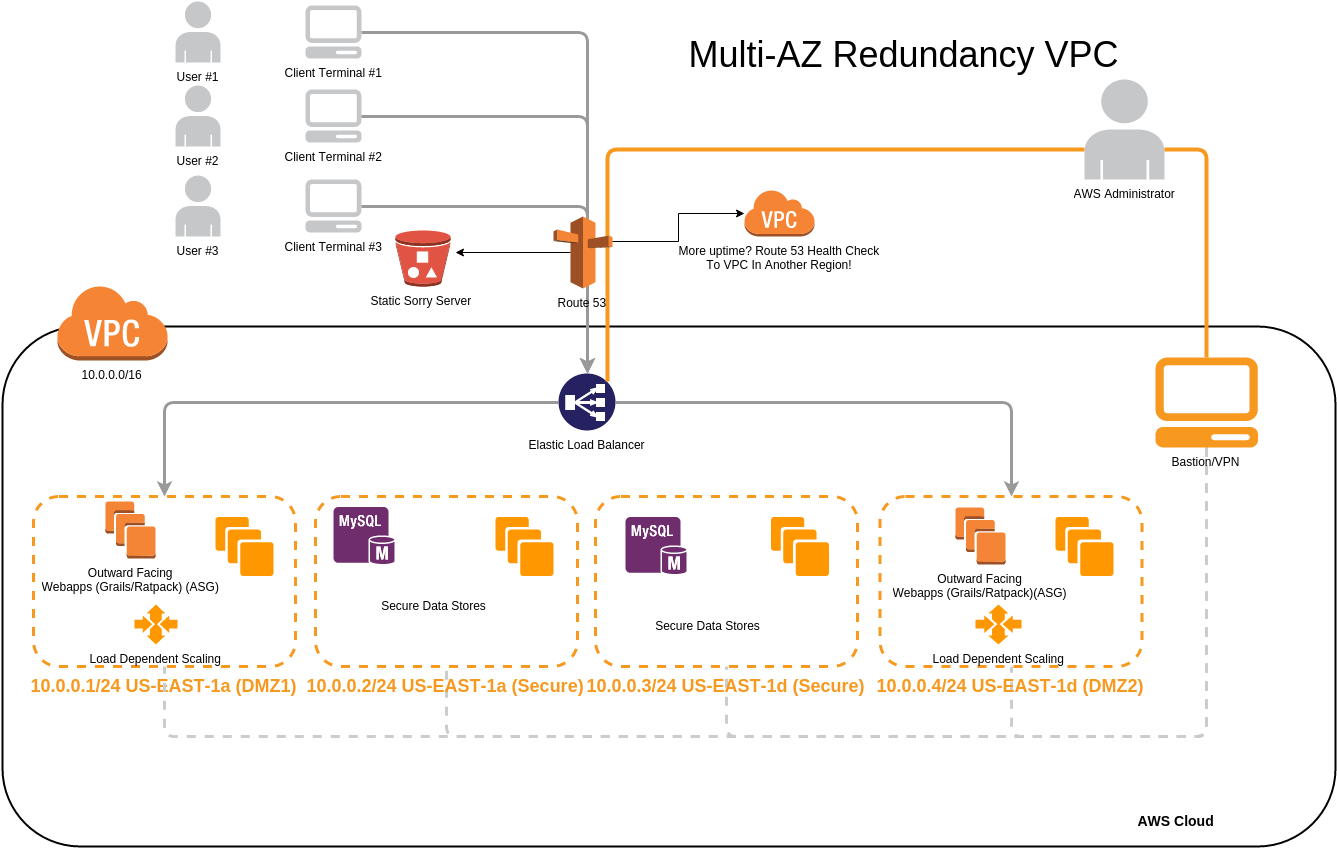 Multi-AZ Redundancy VPC
User #1
Client Terminal #1
User #2
Client Terminal #2
User #3
Client Terminal #3
AWS Administrator
VPC
More uptime? Route 53 Health Check
To VPC In Another Region!
Static Sorry Server
Route 53
VPC
10.0.0.0/16
Elastic Load Balancer
Bastion/VPN
Outward Facing
Webapps (Grails/Ratpack) (ASG)
Load Dependent Scaling
10.0.0.1/24 US-EAST-1a (DMZ1)
MySQL
M
Secure Data Stores
10.0.0.2/24 US-EAST-1a (Secure)
MySQL
M
Secure Data Stores
10.0.0.3/24 US-EAST-1d (Secure)
Outward Facing
Webapps (Grails/Ratpack)(ASG)
Load Dependent Scaling
10.0.0.4/24 US-EAST-1d (DMZ2)
AWS Cloud